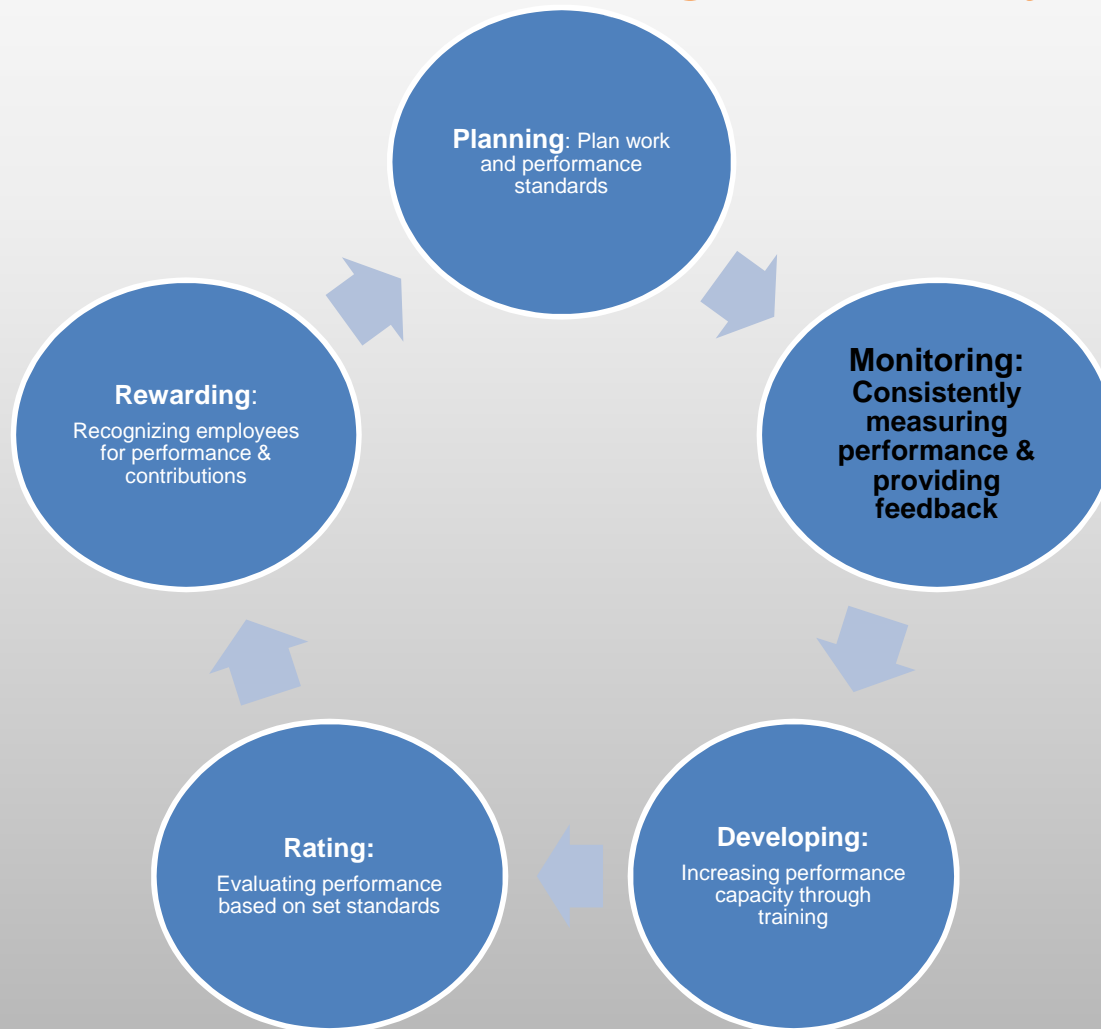 Planning: Plan work
and performance
standards
Monitoring:
Consistently
measuring
performance &
providing
feedback
Developing:
Increasing performance
capacity through
training
Rating:
Evaluating performance
based on set standards
Rewarding:
Recognizing employees
for performance &
contributions